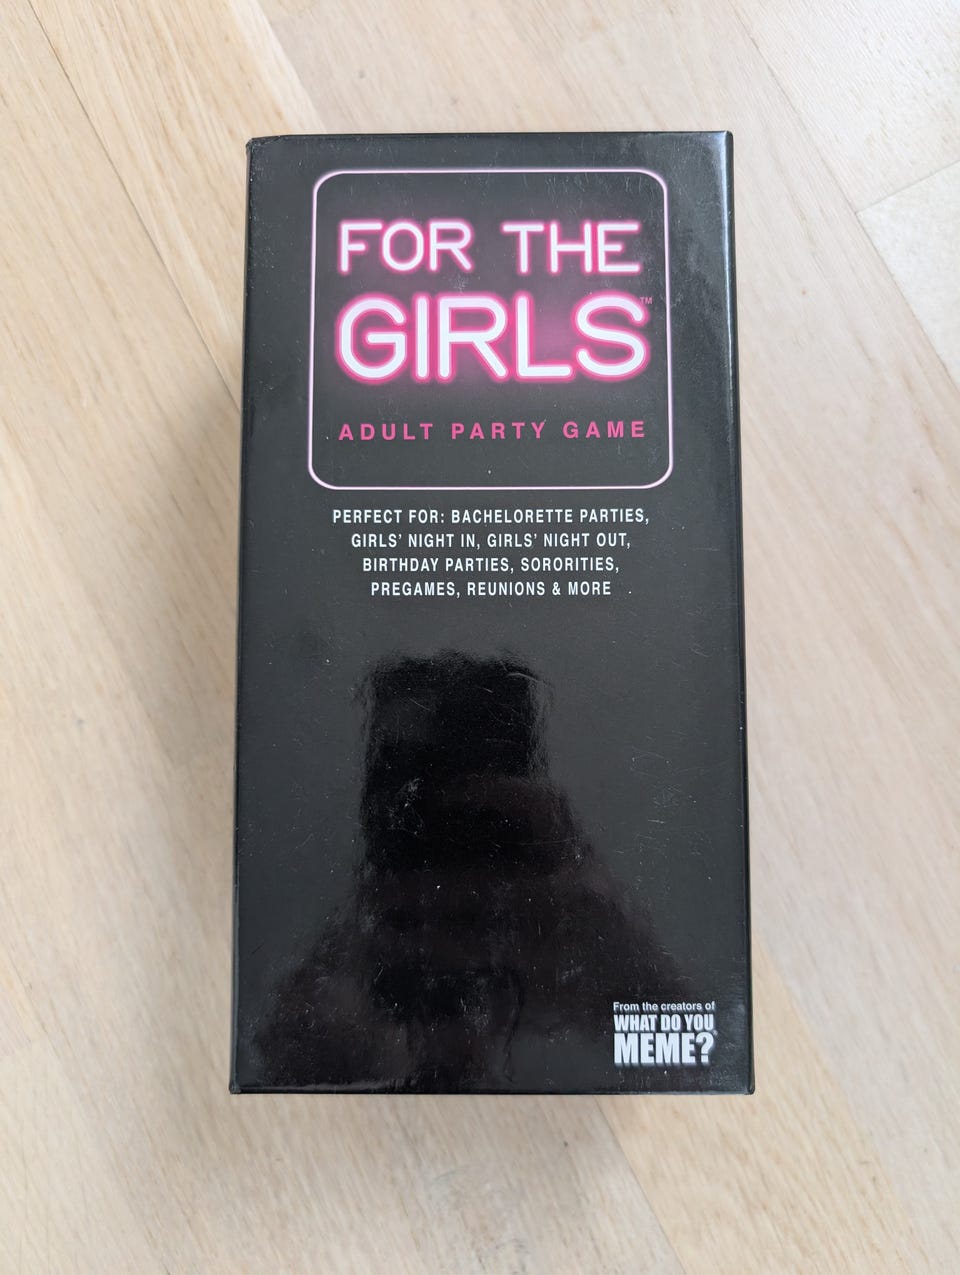 FOR THE
GIRLS™
ADULT PARTY GAME
PERFECT FOR: BACHELORETTE PARTIES,
GIRLS' NIGHT IN, GIRLS' NIGHT OUT,
BIRTHDAY PARTIES, SORORITIES,
PREGAMES, REUNIONS & MORE
From the creators of
WHAT DO YOU
MEME?®